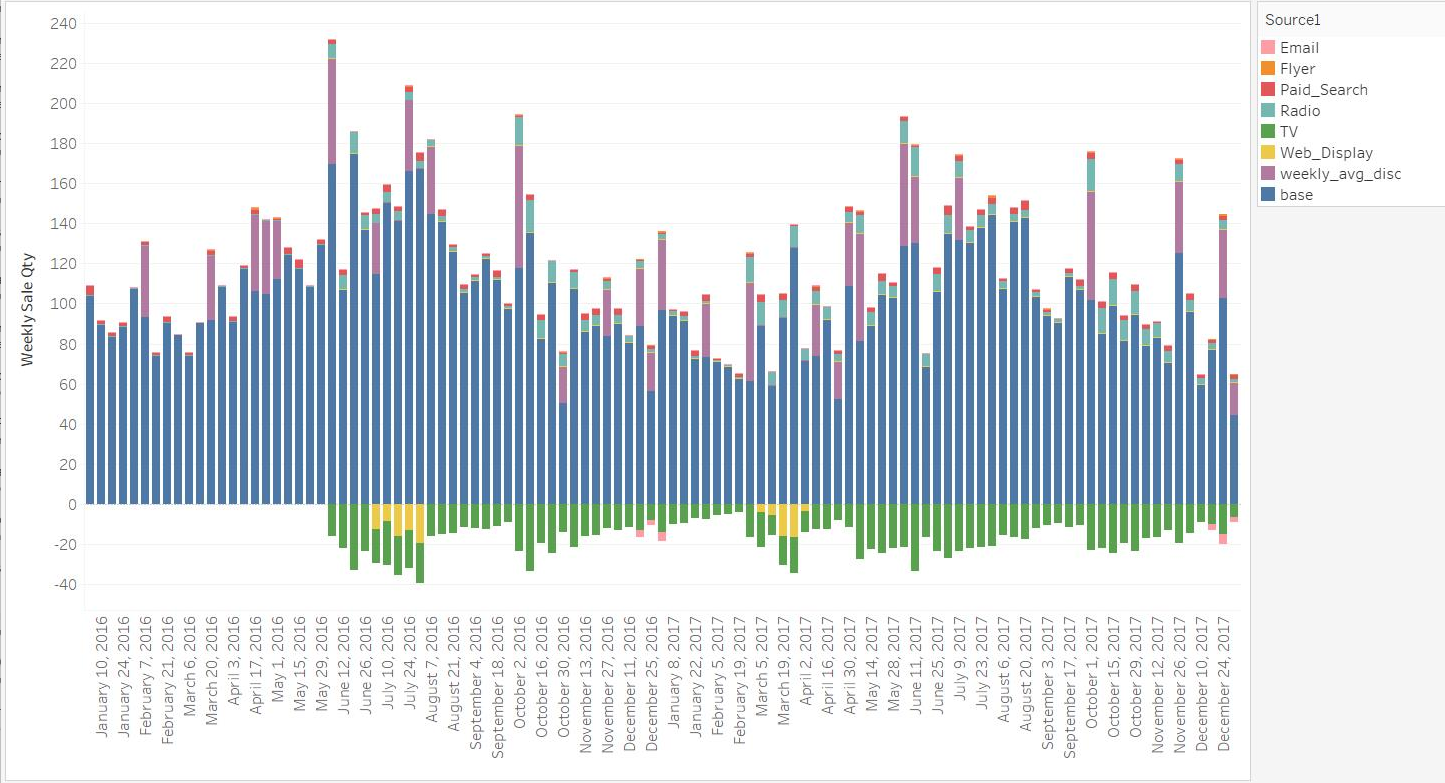 Weekly Sale Qty
240
220
200
180
160
140
120
100
80
60
40
20
0
-20
-40
January 10, 2016
January 24, 2016
February 7, 2016
February 21, 2016
March 6, 2016
March 20, 2016
April 3, 2016
April 17, 2016
May 1, 2016
May 15, 2016
May 29, 2016
June 12, 2016
June 26, 2016
July 10, 2016
July 24, 2016
August 7, 2016
August 21, 2016
September 4, 2016
September 18, 2016
October 2, 2016
October 16, 2016
October 30, 2016
November 13, 2016
November 27, 2016
December 11, 2016
December 25, 2016
January 8, 2017
January 22, 2017
February 5, 2017
February 19, 2017
March 5, 2017
March 19, 2017
April 2, 2017
April 16, 2017
April 30, 2017
May 14, 2017
May 28, 2017
June 11, 2017
June 25, 2017
July 9, 2017
July 23, 2017
August 6, 2017
August 20, 2017
September 3, 2017
September 17, 2017
October 1, 2017
October 15, 2017
October 29, 2017
November 12, 2017
November 26, 2017
December 10, 2017
December 24, 2017
Source1
Email
Flyer
Paid_Search
Radio
TV
Web_Display
weekly_avg_disc
base